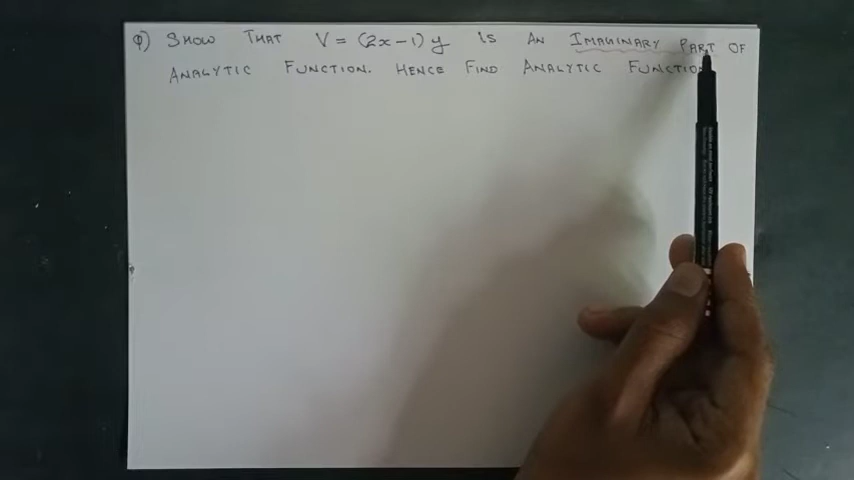 Q) SHOW THAT V = (2x-1)y IS AN IMAGINARY PART OF
ANALYTIC FUNCTION. HENCE FIND ANALYTIC FUNCTION